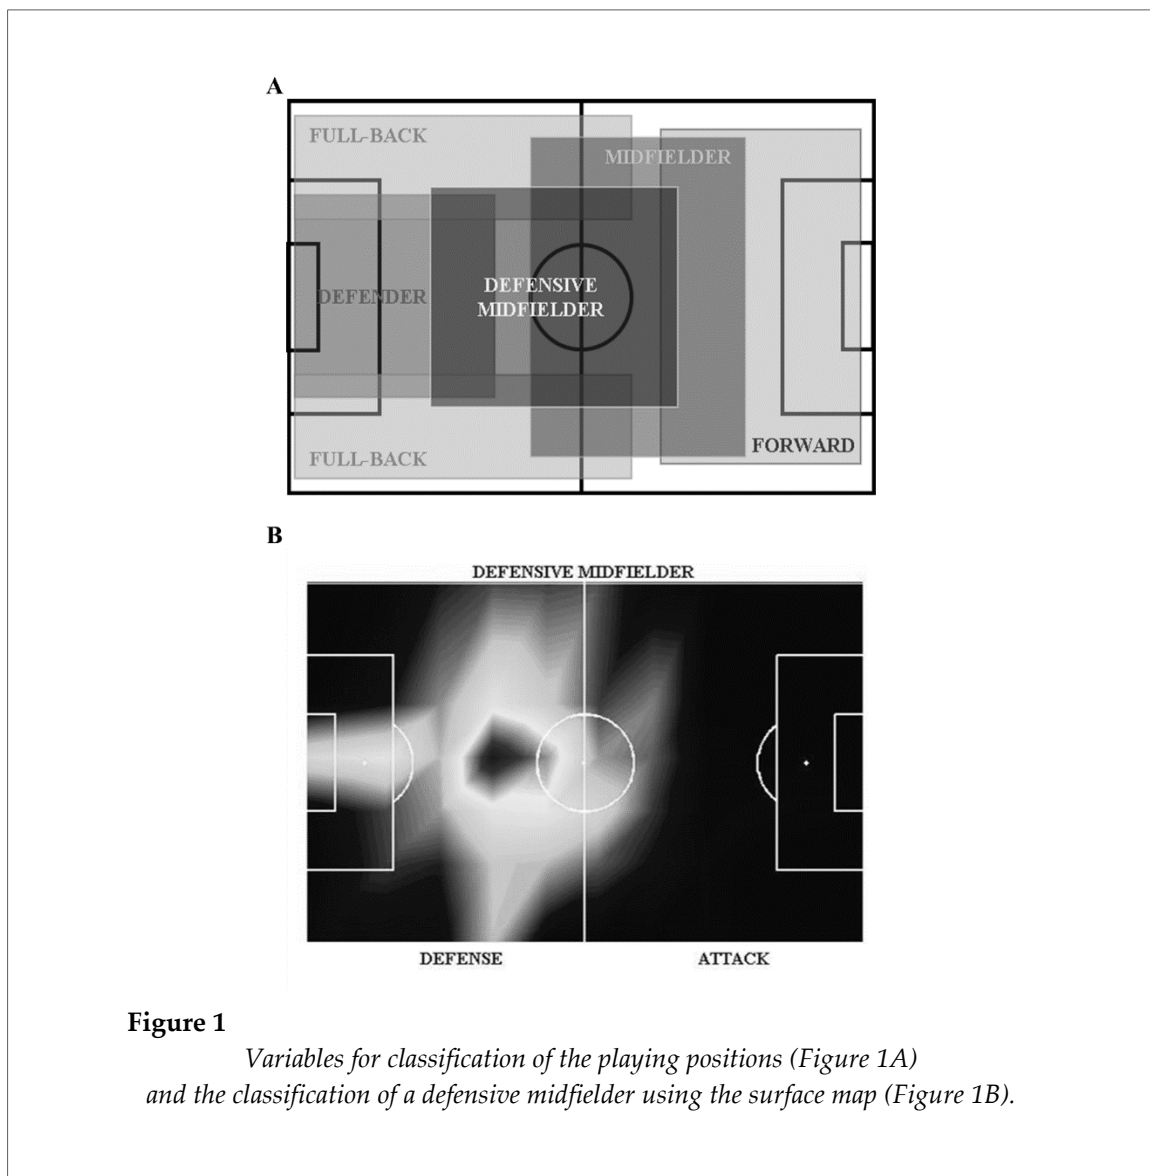 A
FULL-BACK
MIDFIELDER
DEFENDER
DEFENSIVE
MIDFIELDER
FORWARD
FULL-BACK
B
DEFENSIVE MIDFIELDER
DEFENSE
ATTACK
Figure 1
Variables for classification of the playing positions (Figure 1A)
and the classification of a defensive midfielder using the surface map (Figure 1B).